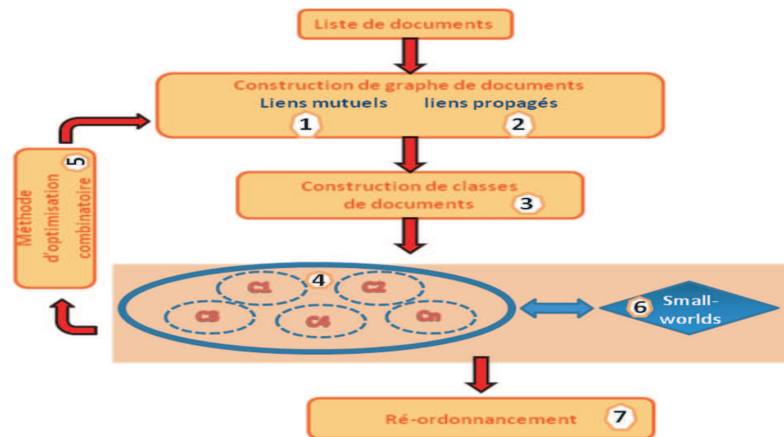 Liste de documents
Construction de graphe de documents
Liens mutuels liens propagés
1 2
Construction de classes
de documents 3
5
Méthode
d'optimisation
combinatoire
4
C1 C2
C3 C4 Cn
6 Small-
worlds
Ré-ordonnancement 7